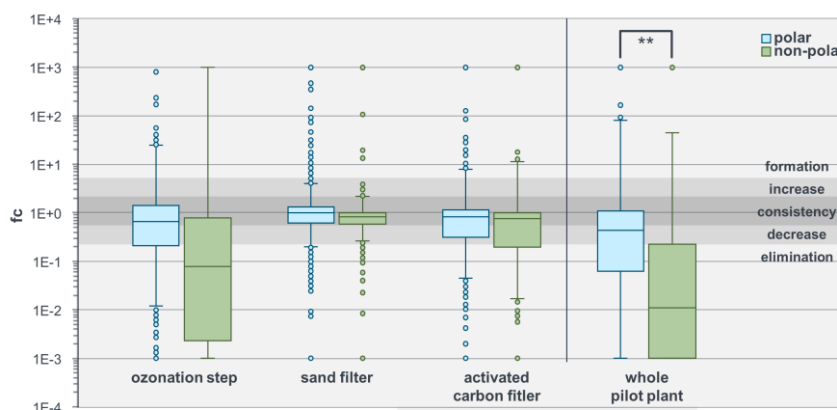 1E+4
1E+3
1E+2
1E+1
1E+0
1E-1
1E-2
1E-3
1E-4
fc
**
polar
non-pola
formation
increase
consistency
decrease
elimination
ozonation step
sand filter
activated
carbon fitler
whole
pilot plant